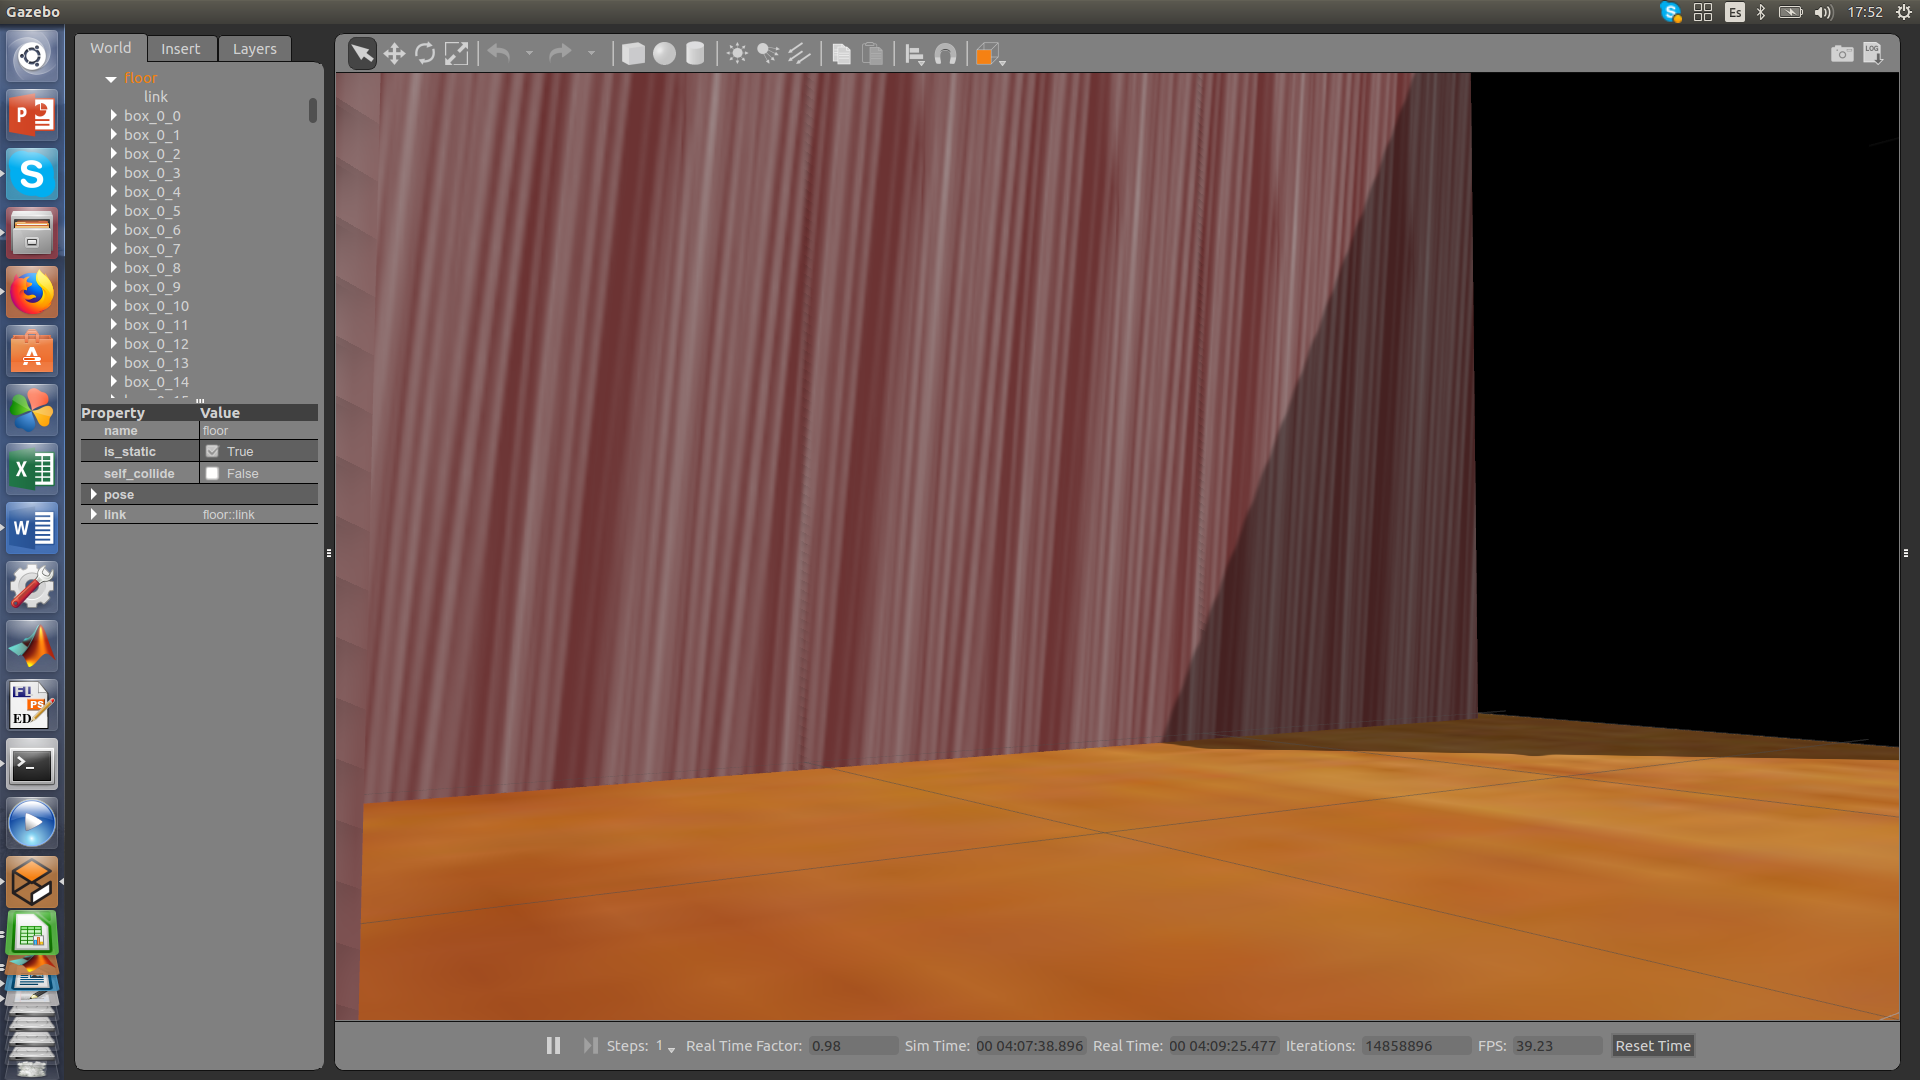 Gazebo
Es
17:52
World
Insert
Layers
LOG
floor
link
box_0_0
box_0_1
box_0_2
box_0_3
box_0_4
box_0_5
box_0_6
box_0_7
box_0_8
box_0_9
box_0_10
box_0_11
box_0_12
box_0_13
box_0_14
Property Value
name floor
is_static True
self_collide False
pose
link floor::link
Steps: 1 Real Time Factor: 0.98 Sim Time: 00 04:07:38.896 Real Time: 00 04:09:25.477 Iterations: 14858896 FPS: 39.23 Reset Time